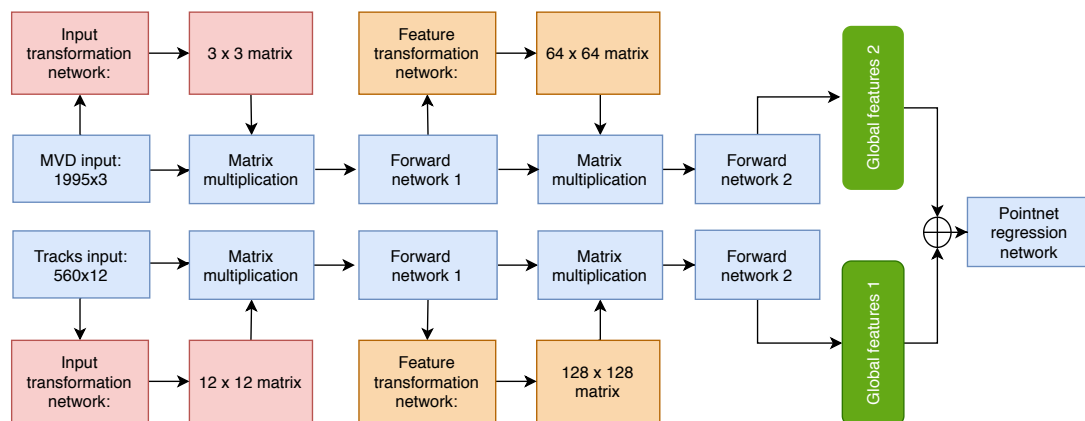 Input
transformation
network:
3 x 3 matrix
Feature
transformation
network:
64 x 64 matrix
MVD input:
1995x3
Matrix
multiplication
Forward
network 1
Matrix
multiplication
Forward
network 2
Global features 2
Pointnet
regression
network
Tracks input:
560x12
Matrix
multiplication
Forward
network 1
Matrix
multiplication
Forward
network 2
Global features 1
Input
transformation
network:
12 x 12 matrix
Feature
transformation
network:
128 x 128
matrix